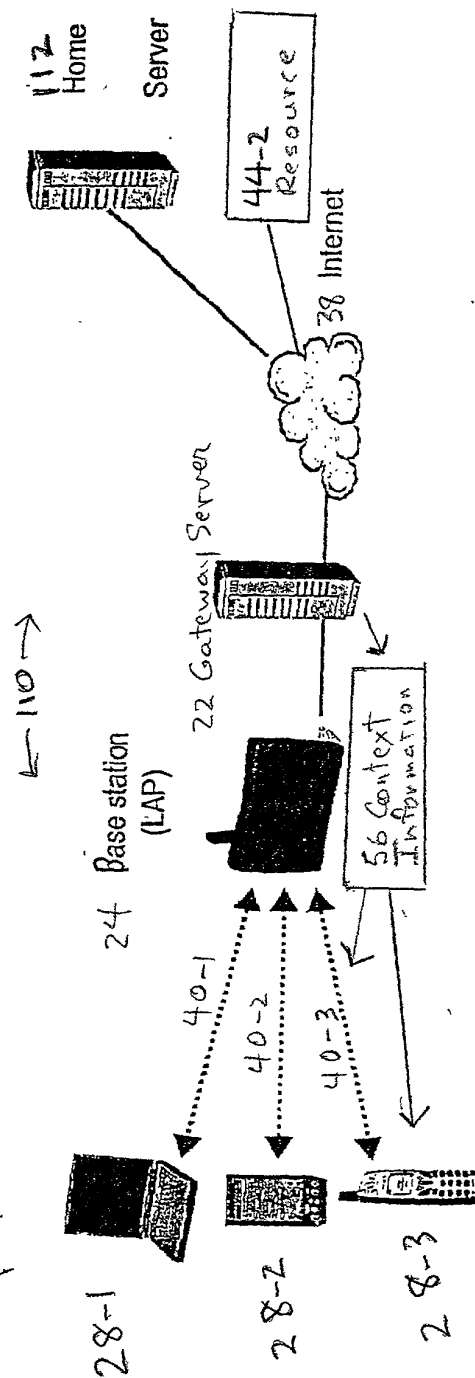 ← 110 →
112
Home
Server
44-2
Resource
38 Internet
22 Gateway Server
24 Base station
(LAP)
56 Context
Information
40-1
40-2
40-3
28-1
28-2
28-3